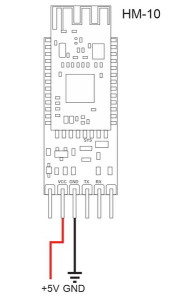 HM-10
VCC GND TX RX
+5V GND